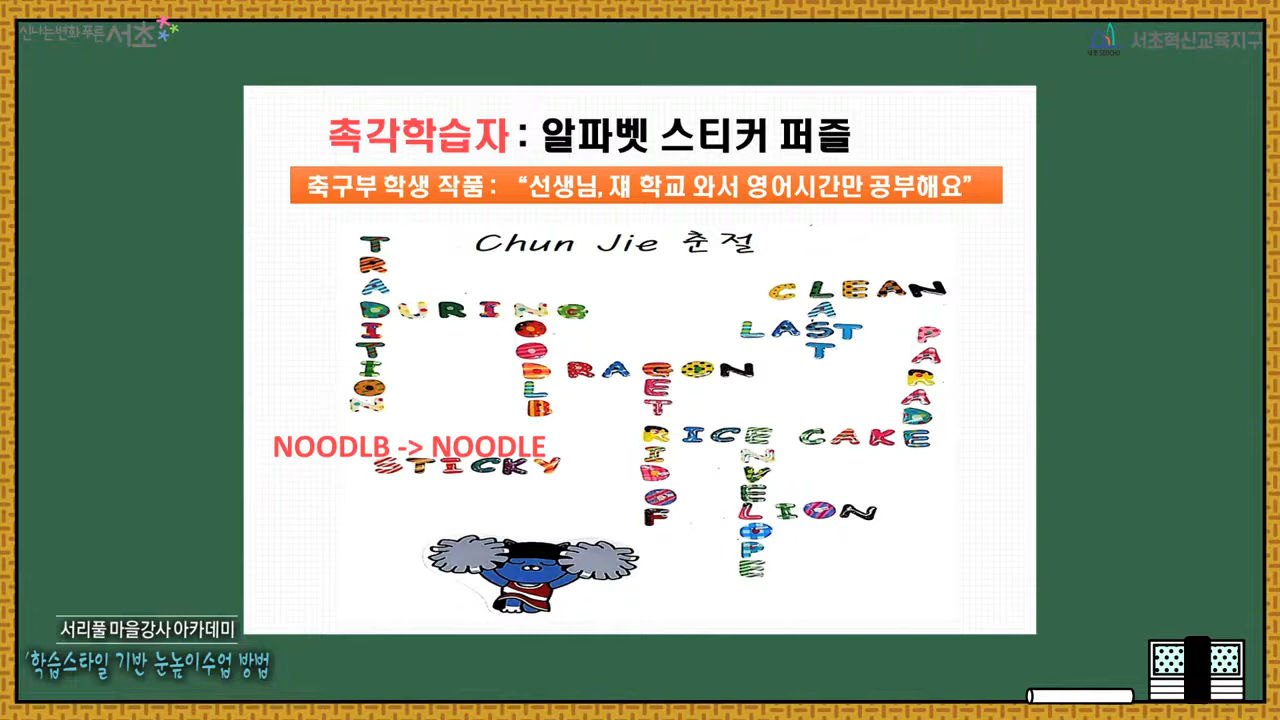 신나는 변화 푸른 서초
서초혁신교육지구
촉각학습자 : 알파벳 스티커 퍼즐
축구부 학생 작품 : “선생님, 쟤 학교 와서 영어시간만 공부해요”
Chun Jie 춘절
TRADITION
DURING
NOODLB
DRAGON
CLEAN
LAST
LAST
PARADE
GET
RID OF
RICE CAKE
ENVELOPE
LION
NOODLB -> NOODLE
STICKY
서리풀 마을강사 아카데미
'학습스타일 기반 눈높이수업 방법